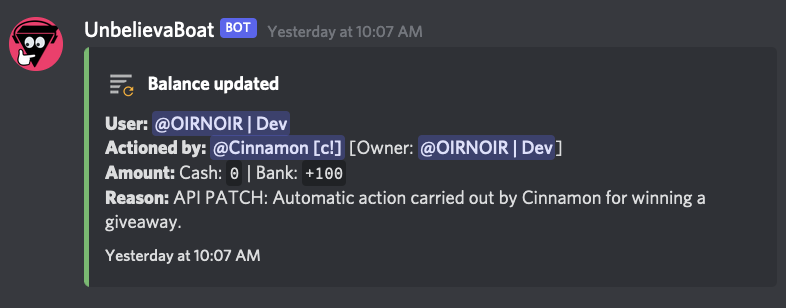 UnbelievaBoat BOT Yesterday at 10:07 AM
Balance updated
User: @OIRNOIR | Dev
Actioned by: @Cinnamon [c!] [Owner: @OIRNOIR | Dev]
Amount: Cash: 0 | Bank: +100
Reason: API PATCH: Automatic action carried out by Cinnamon for winning a
giveaway.
Yesterday at 10:07 AM